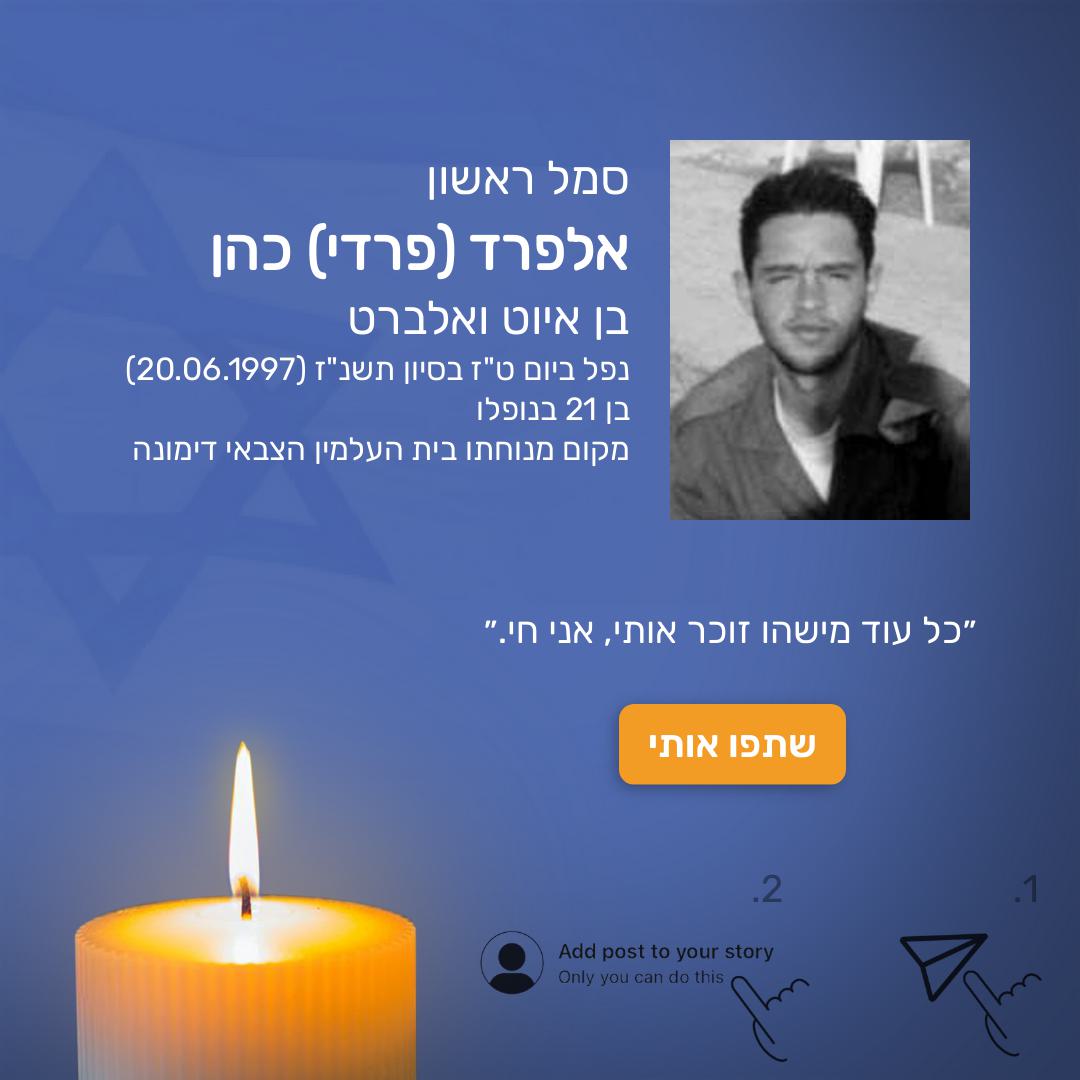 סמל ראשון
אלפרד (פרדי) כהן
בן איוט ואלברט
נפל ביום ט"ז בסיון תשנ"ז (20.06.1997)
בן 21 בנופלו
מקום מנוחתו בית העלמין הצבאי דימונה
״כל עוד מישהו זוכר אותי, אני חי.״
שתפו אותי
1.
2.
Add post to your story
Only you can do this